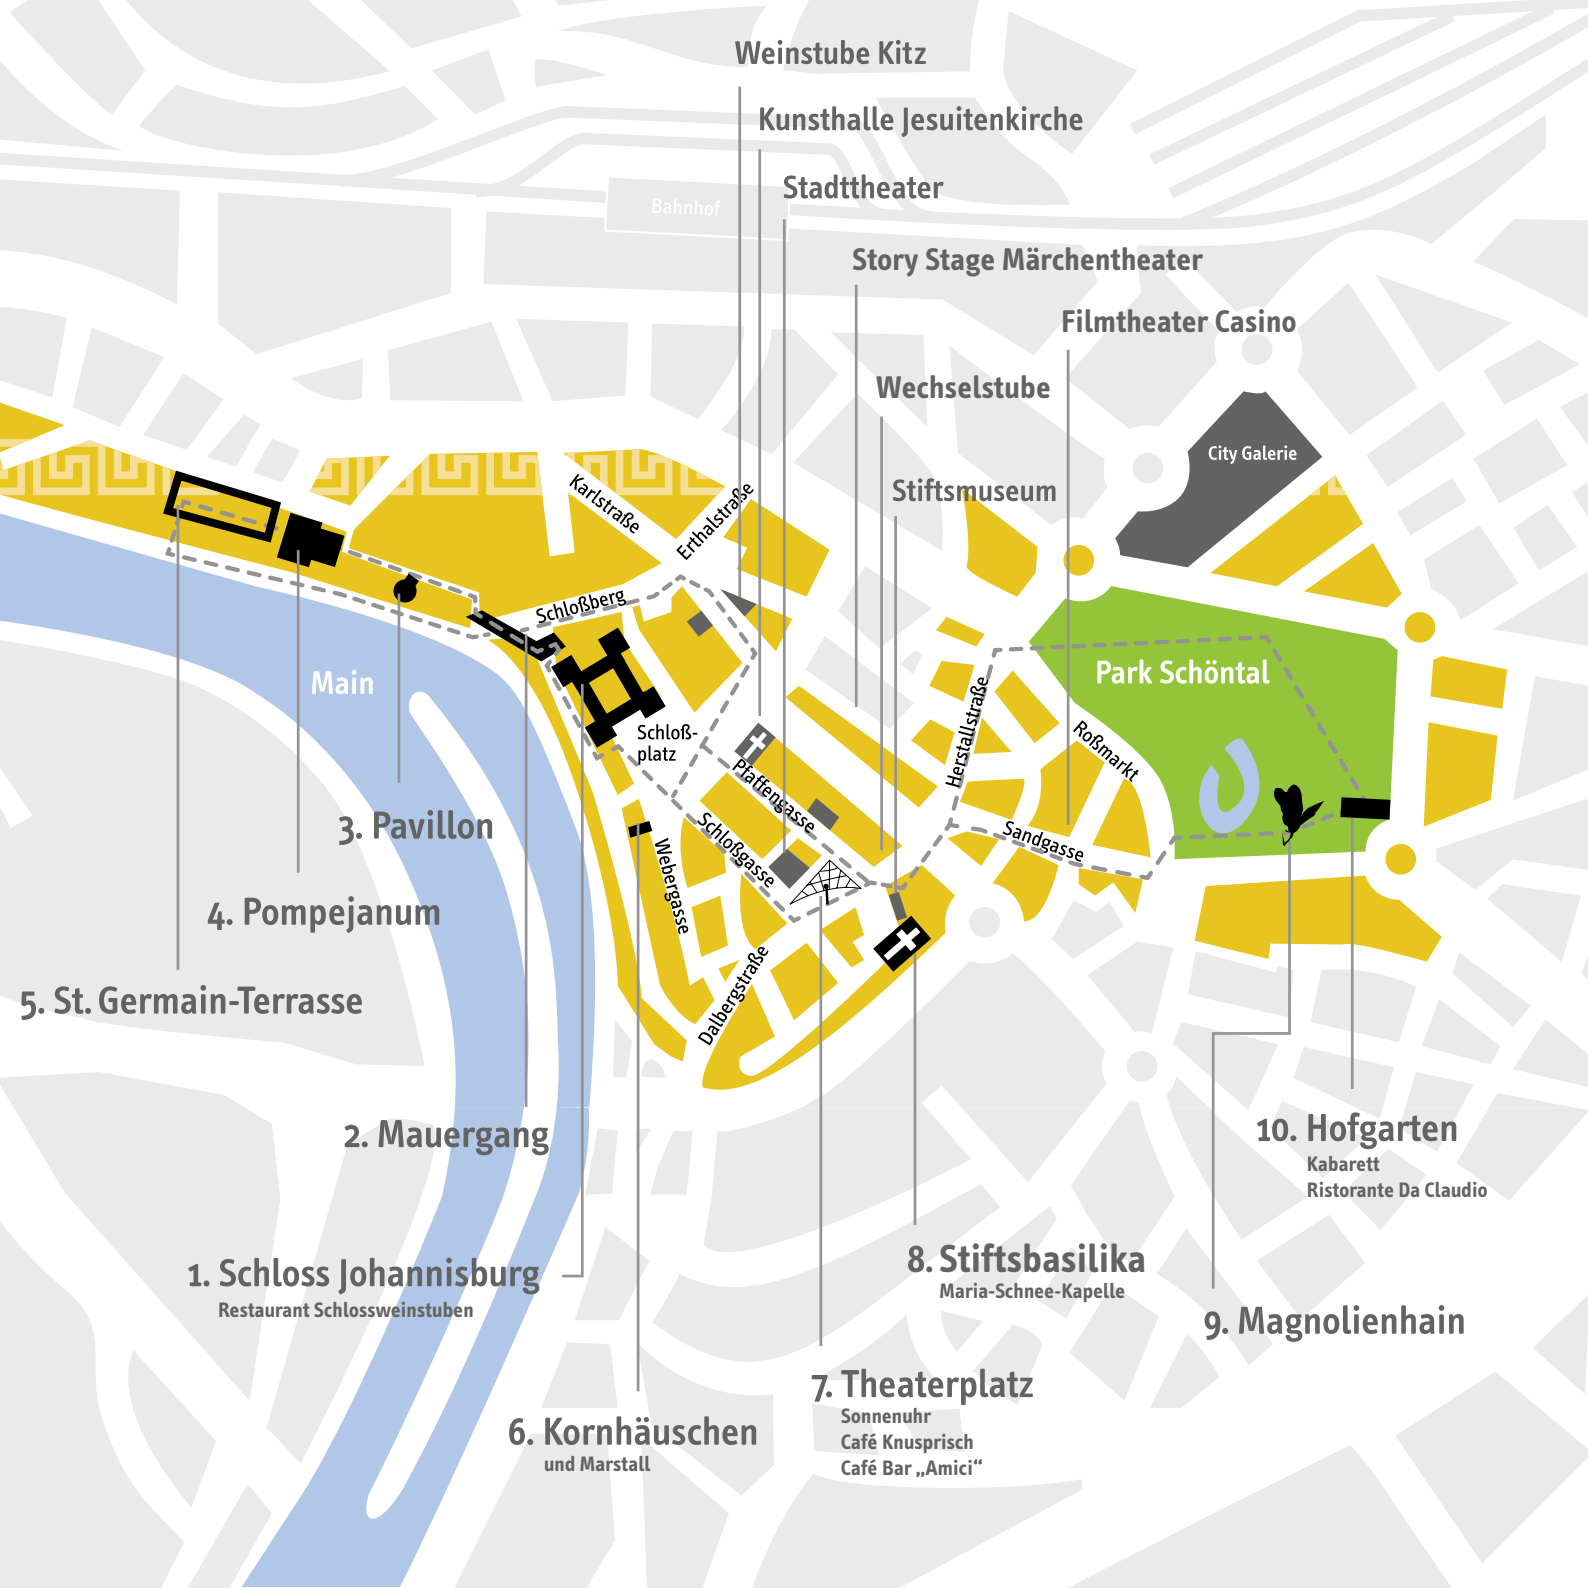 Weinstube Kitz
Kunsthalle Jesuitenkirche
Stadttheater
Bahnhof
Story Stage Märchentheater
Filmtheater Casino
Wechselstube
City Galerie
Stiftsmuseum
Karlstraße
Erthalstraße
Schloßberg
Main
Park Schöntal
Schloß-
platz
Herstallstraße
Roßmarkt
Pfaffengasse
Schloßgasse
Sandgasse
Webergasse
Dalbergstraße
3. Pavillon
4. Pompejanum
5. St. Germain-Terrasse
2. Mauergang
10. Hofgarten
Kabarett
Ristorante Da Claudio
1. Schloss Johannisburg
Restaurant Schlossweinstuben
8. Stiftsbasilika
Maria-Schnee-Kapelle
9. Magnolienhain
7. Theaterplatz
Sonnenuhr
Café Knusprisch
Café Bar „Amici“
6. Kornhäuschen
und Marstall